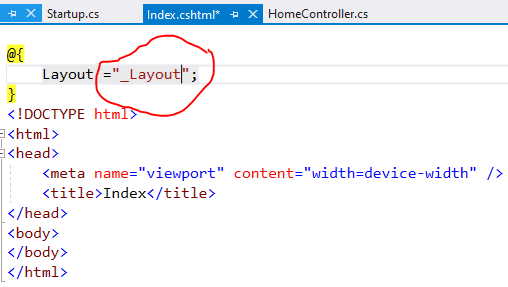 Startup.cs Index.cshtml* HomeController.cs
@{
Layout ="_Layout";
}
<!DOCTYPE html>
<html>
<head>
<meta name="viewport" content="width=device-width" />
<title>Index</title>
</head>
<body>
</body>
</html>